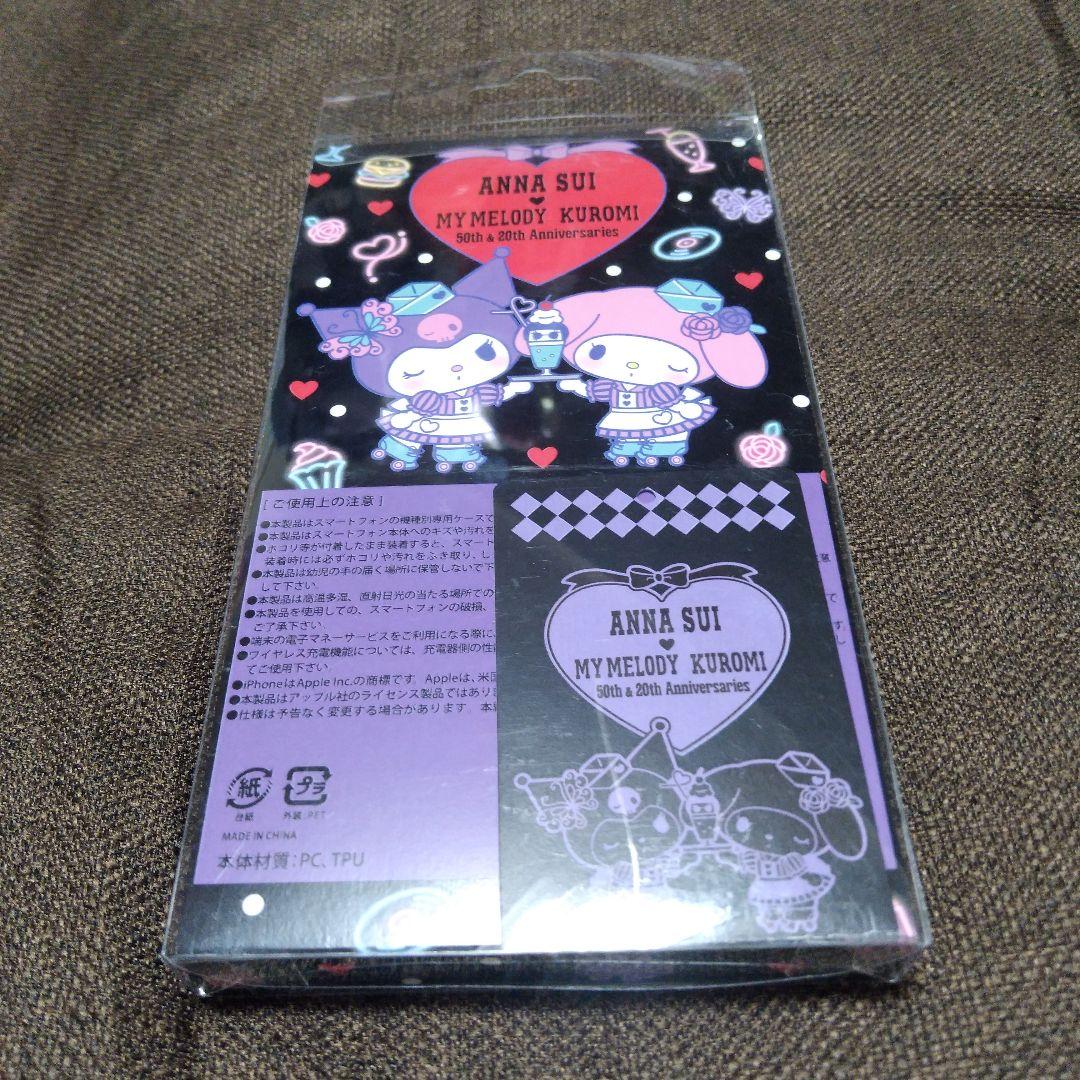 ANNA SUI
MY MELODY KUROMI
50th & 20th Anniversaries
[ ご使用上の注意 ]
●本製品はスマートフォンの機種別専用ケースで
●本製品はスマートフォン本体へのキズや汚れを
●ホコリ等が付着したまま装着すると、スマート
装着時には必ずホコリや汚れをふき取り、し
●本製品は幼児の手の届く場所に保管しないで下
して下さい
●本製品は高温多湿、直射日光の当たる場所での
●本製品を使用しての、スマートフォンの破損、
ご了承下さい
●端末の電子マネーサービスをご利用になる際に、
●ワイヤレス充電機能については、充電器側の性能
てご使用下さい
●iPhoneはApple Inc.の商標です。Appleは、米国
●本製品はアップル社のライセンス製品ではありま
●仕様は予告なく変更する場合があります。本
紙
台紙
プラ
外装:PET
MADE IN CHINA
本体材質:PC、TPU
ANNA SUI
MY MELODY KUROMI
50th & 20th Anniversaries